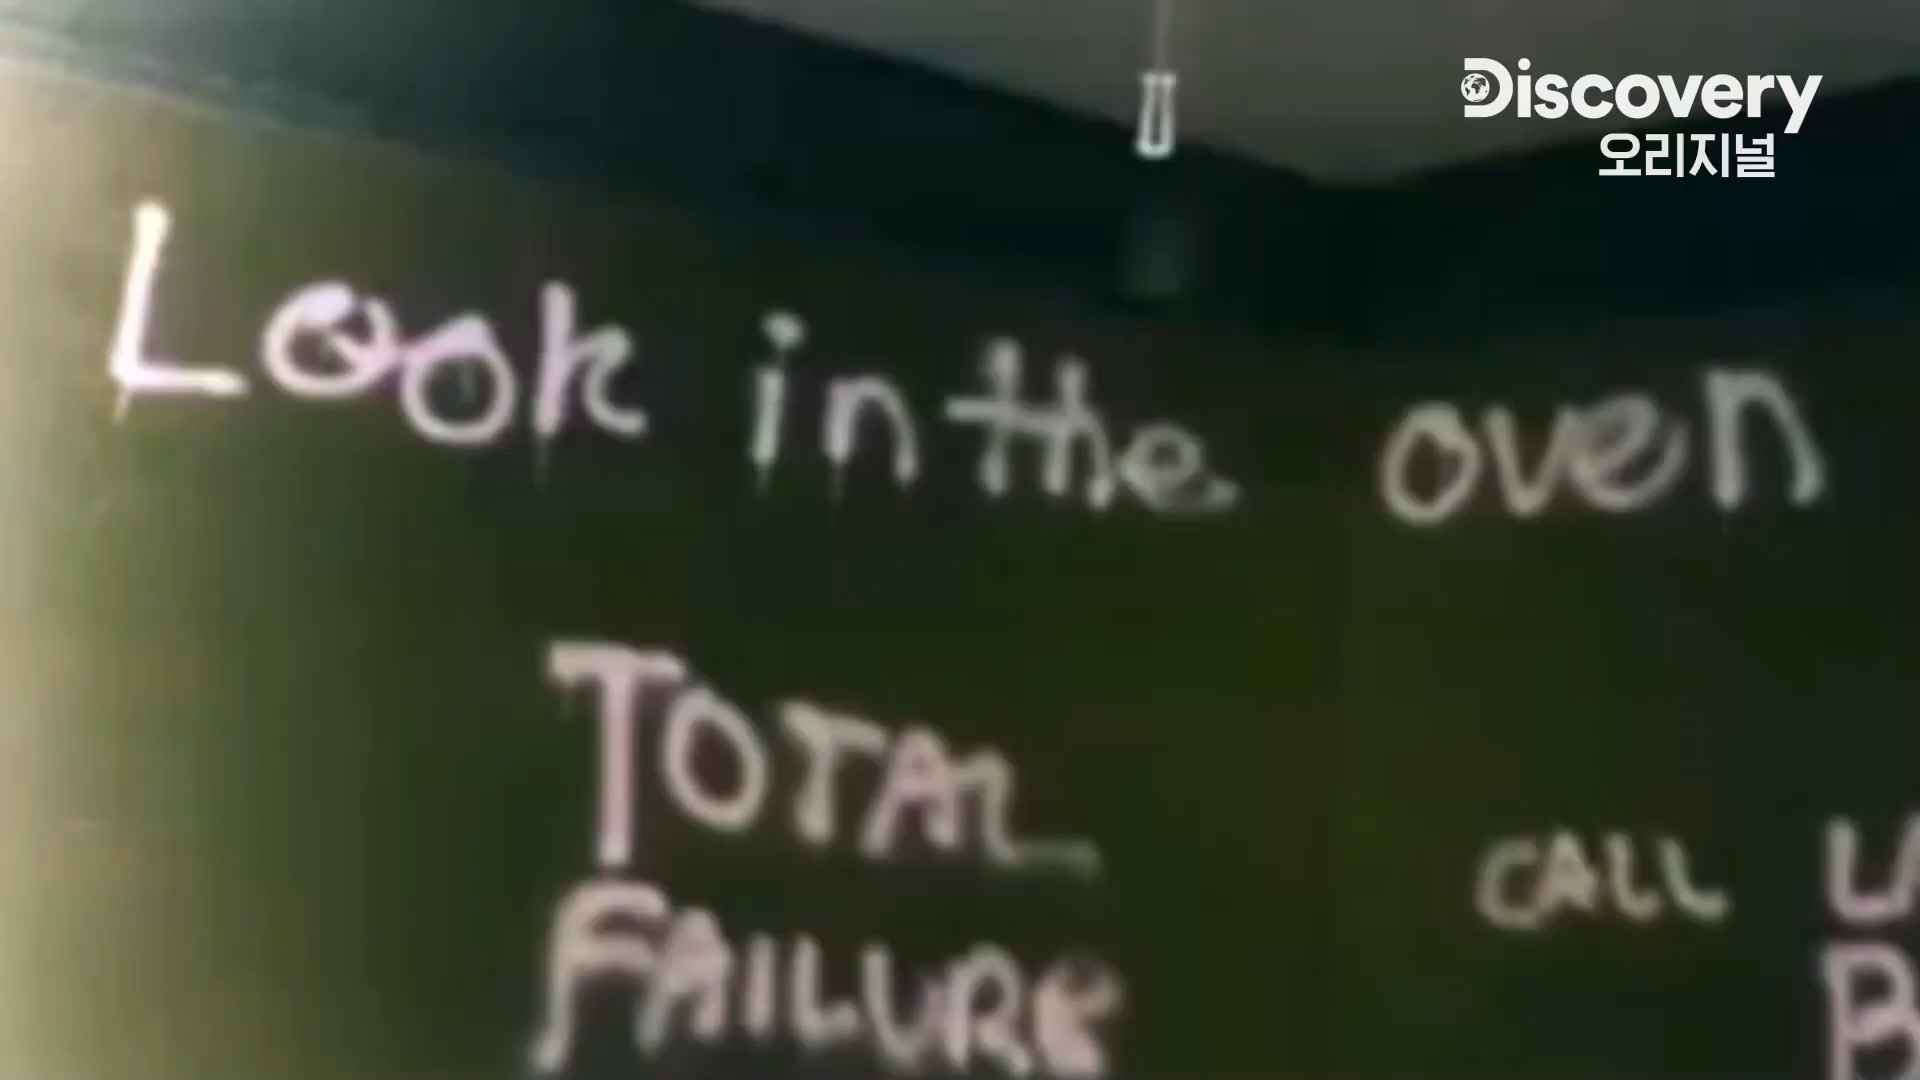 Discovery
오리지널
Look in the oven
TOTAL
FAILURE
CALL